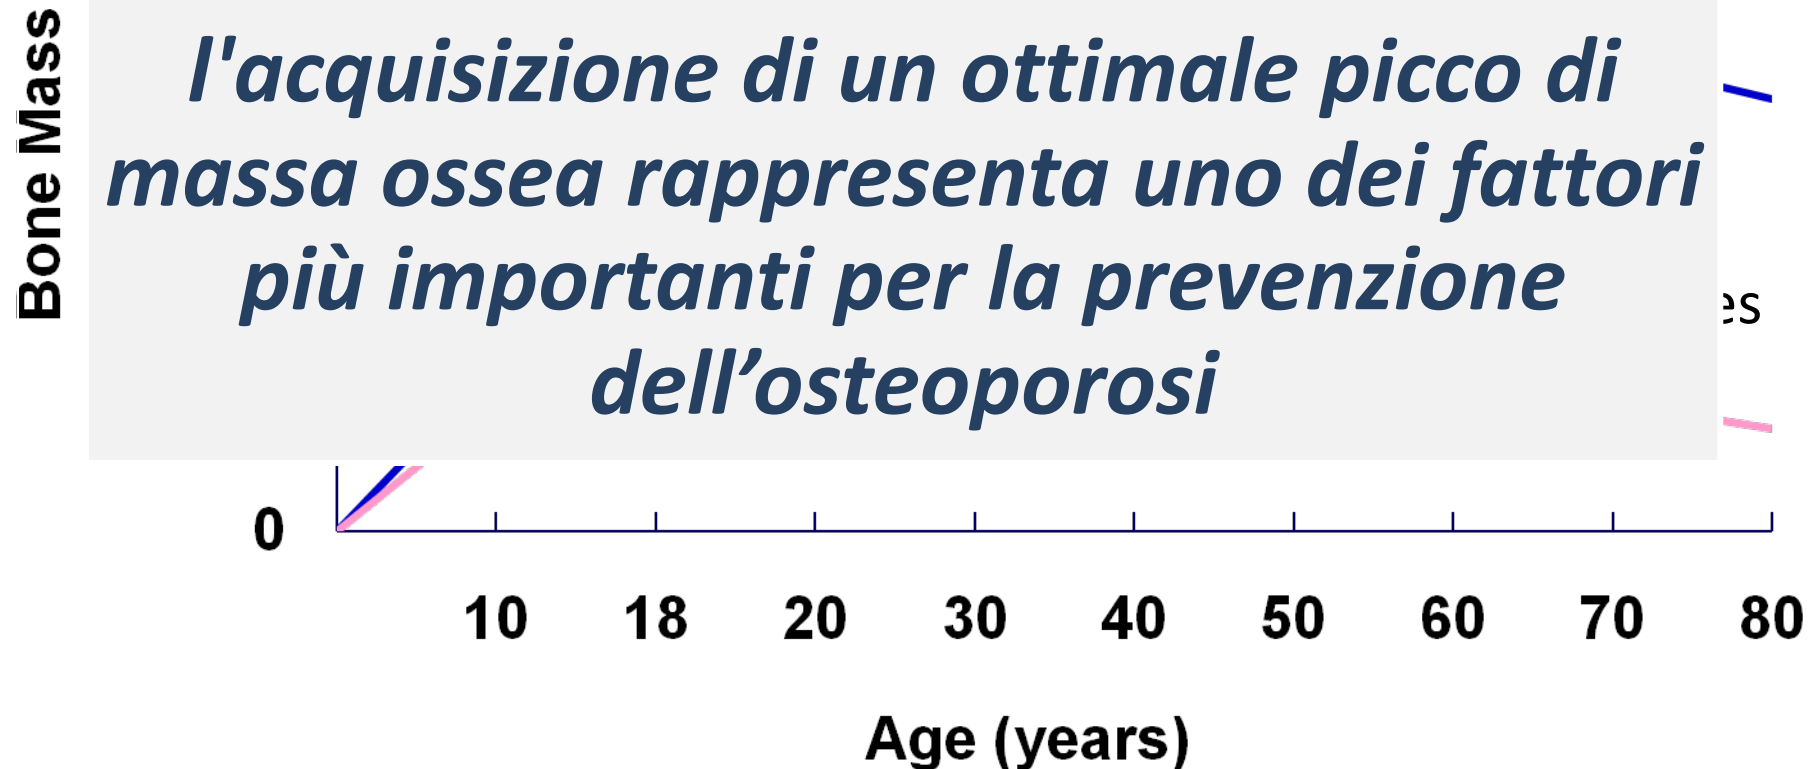 Bone Mass
l'acquisizione di un ottimale picco di
massa ossea rappresenta uno dei fattori
più importanti per la prevenzione
dell’osteoporosi
0
10 18 20 30 40 50 60 70 80
Age (years)